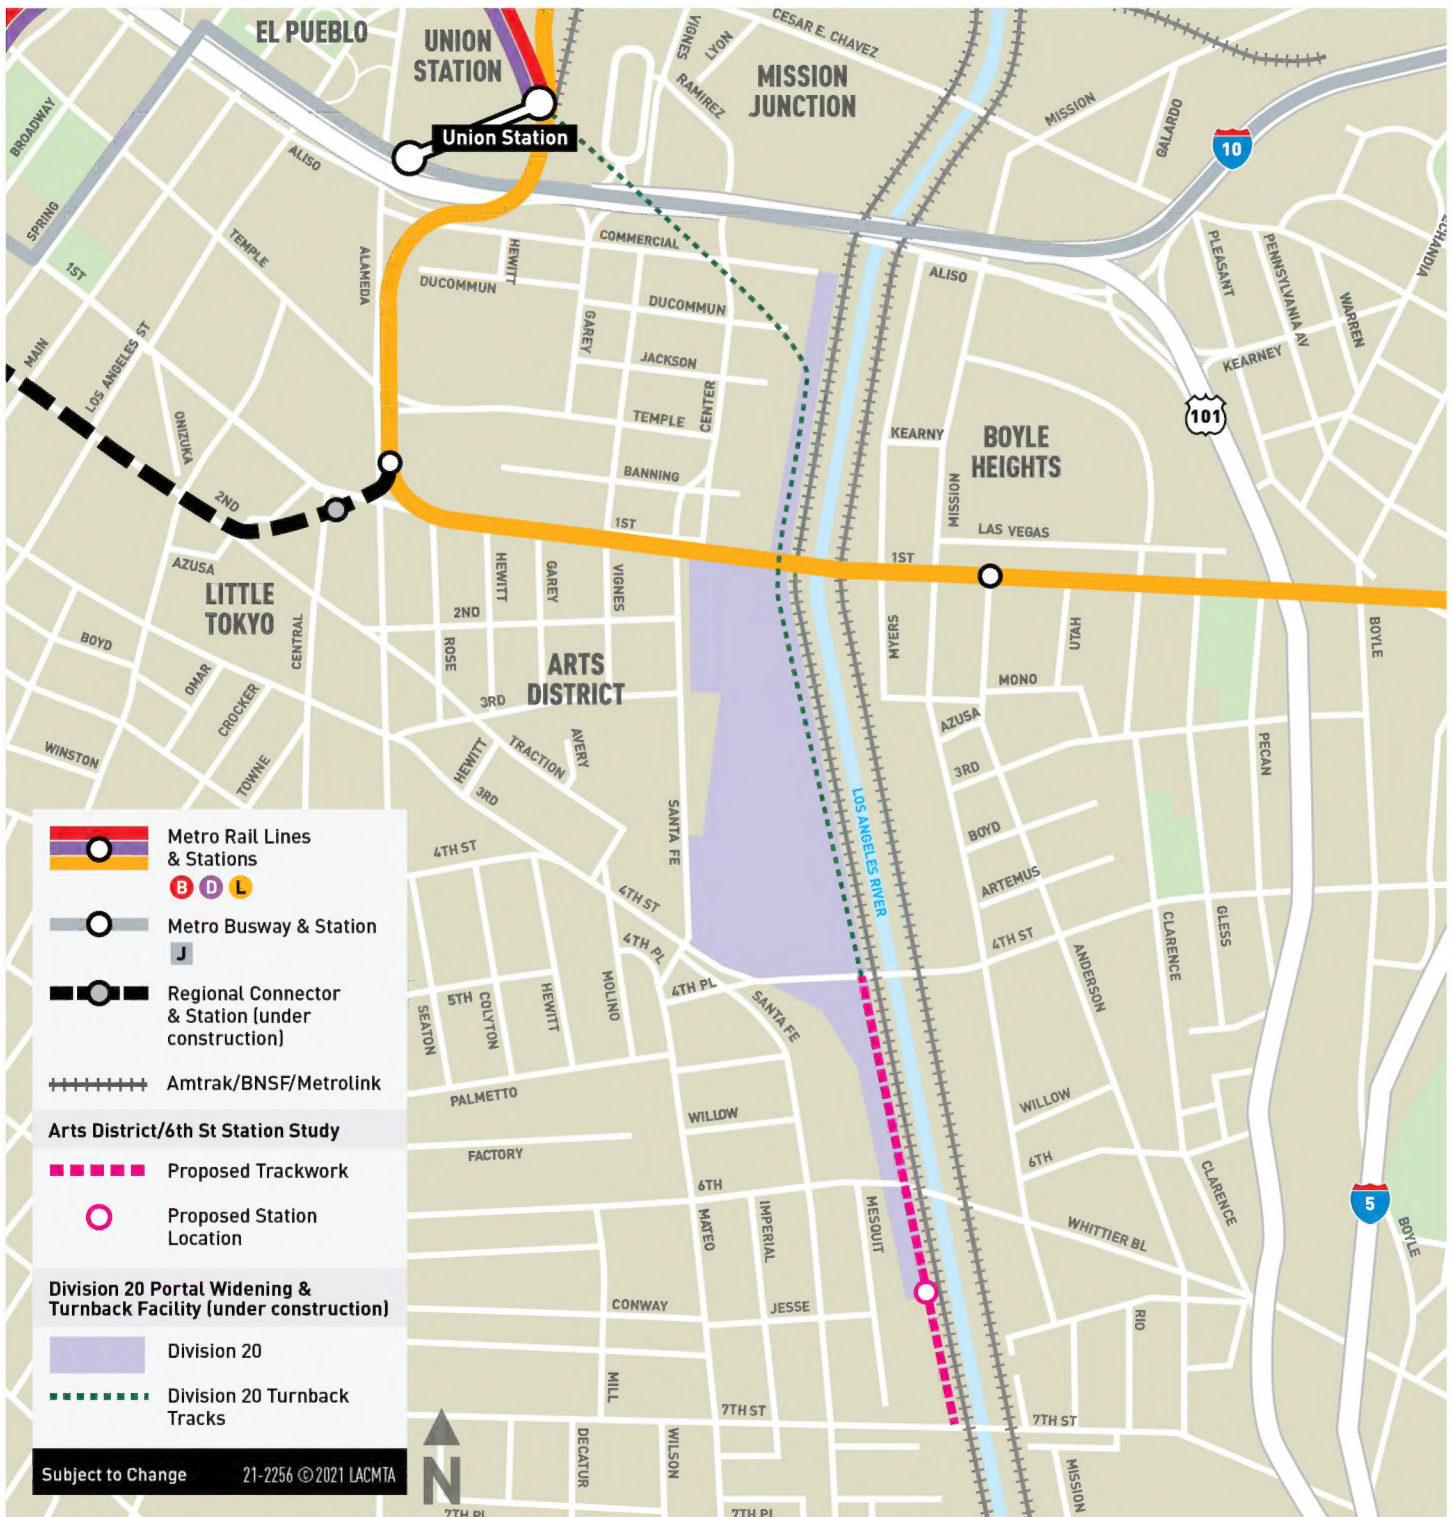 EL PUEBLO
UNION
STATION
VIGNES
LYON
CESAR E. CHAVEZ
RAMIREZ
MISSION
JUNCTION
MISSION
GALARDO
10
BROADWAY
Union Station
ALISO
SPRING
1ST
TEMPLE
ALAMEDA
HEWITT
COMMERCIAL
DUCOMMUN
DUCOMMUN
GAREY
JACKSON
CENTER
TEMPLE
BANNING
ALISO
PLEASANT
PENNSYLVANIA AV
WARREN
KEARNEY
101
MAIN
LOS ANGELES ST
ONIZUKA
2ND
AZUSA
LITTLE
TOKYO
1ST
KEARNY
BOYLE
HEIGHTS
MISSION
LAS VEGAS
1ST
HEWITT
GAREY
VIGNES
2ND
ROSE
ARTS
DISTRICT
3RD
CENTRAL
BOYD
OMAR
CROCKER
WINSTON
TOWNE
HEWITT
TRACTION
AVERY
3RD
MYERS
UTAH
BOYLE
MONO
AZUSA
3RD
PECAN
BOYD
ARTEMUS
LOS ANGELES RIVER
SANTA FE
4TH ST
4TH ST
4TH PL
4TH PL
SANTA FE
MOLINO
5TH
SEATON
COLYTON
HEWITT
PALMETTO
FACTORY
WILLOW
6TH
MATEO
IMPERIAL
MESQUIT
CONWAY
JESSE
MILL
7TH ST
DECATUR
WILSON
7TH PL
7TH PL
4TH ST
ANDERSON
CLARENCE
GLESS
WILLOW
6TH
CLARENCE
WHITTIER BL
5
BOYLE
RIO
7TH ST
MISSION
N
Metro Rail Lines
& Stations
B D L
Metro Busway & Station
J
Regional Connector
& Station (under
construction)
Amtrak/BNSF/Metrolink
Arts District/6th St Station Study
Proposed Trackwork
Proposed Station
Location
Division 20 Portal Widening &
Turnback Facility (under construction)
Division 20
Division 20 Turnback
Tracks
Subject to Change 21-2256 ©2021 LACMTA